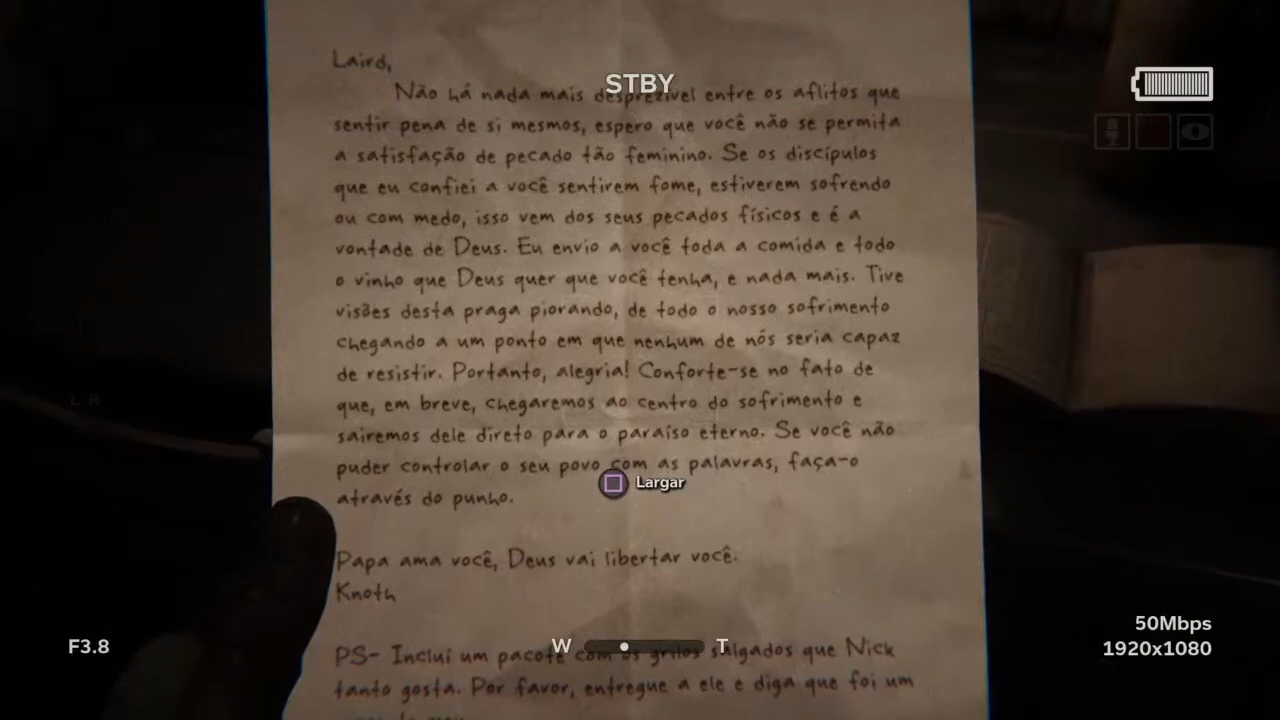 Laird,
STBY
Não há nada mais desprezível entre os aflitos que
sentir pena de si mesmos, espero que você não se permita
a satisfação de pecado tão feminino. Se os discípulos
que eu confiei a você sentirem fome, estiverem sofrendo
ou com medo, isso vem dos seus pecados físicos e é a
vontade de Deus. Eu envio a você toda a comida e todo
o vinho que Deus quer que você tenha, e nada mais. Tive
visões desta praga piorando, de todo o nosso sofrimento
chegando a um ponto em que nenhum de nós seria capaz
de resistir. Portanto, alegria! Conforte-se no fato de
que, em breve, chegaremos ao centro do sofrimento e
sairemos dele direto para o paraíso eterno. Se você não
puder controlar o seu povo com as palavras, faça-o
Largar
através do punho.
Papa ama você, Deus vai libertar você.
Knoth
PS- Incluí um pacote com os grilos salgados que Nick
tanto gosta. Por favor, entregue a ele e diga que foi um
F3.8
W T
50Mbps
1920x1080
L R